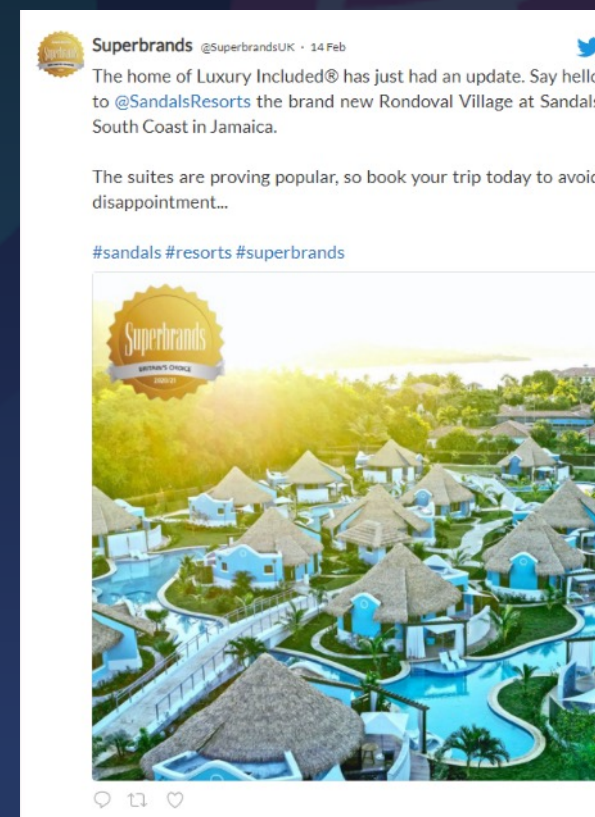 Superbrands @SuperbrandsUK · 14 Feb
The home of Luxury Included® has just had an update. Say hello
to @SandalsResorts the brand new Rondoval Village at Sandals
South Coast in Jamaica.
The suites are proving popular, so book your trip today to avoid
disappointment...
#sandals #resorts #superbrands
Superbrands
BRITAIN'S CHOICE
2020/21